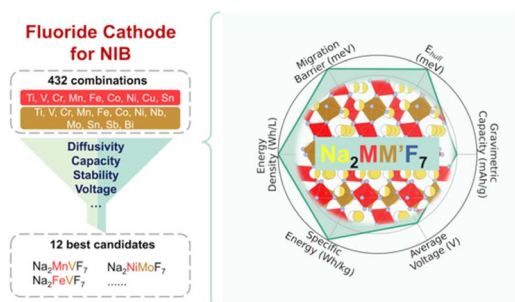 Fluoride Cathode
for NIB
432 combinations
Ti, V, Cr, Mn, Fe, Co, Ni, Cu, Sn
Ti, V, Cr, Mn, Fe, Co, Ni, Nb,
Mo, Sn, Sb, Bi
Diffusivity
Capacity
Stability
Voltage
...
12 best candidates
Na₂MnVF₇ Na₂NiMoF₇
Na₂FeVF₇ ......
Migration
Barrier (meV)
E_hull
(meV)
Gravimetric
Capacity (mAh/g)
Average
Voltage (V)
Specific
Energy (Wh/kg)
Energy
Density (Wh/L)
Na₂MM'F₇